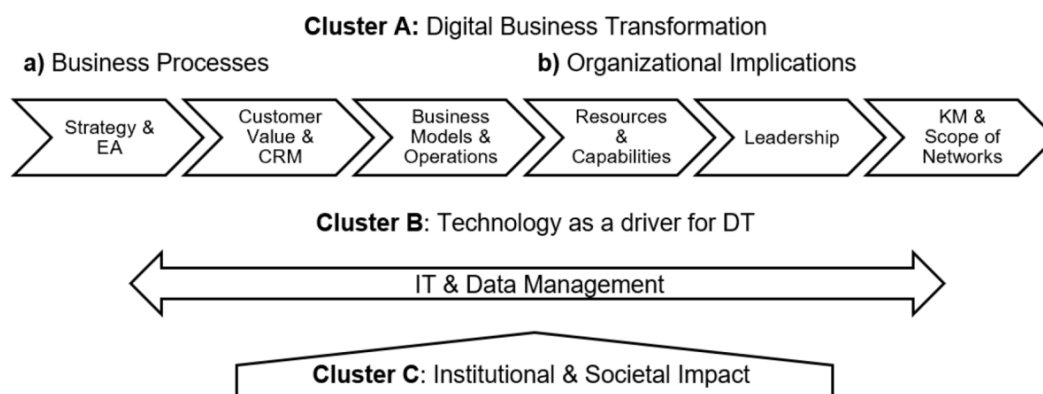 Cluster A: Digital Business Transformation
a) Business Processes
b) Organizational Implications
Strategy &
EA
Customer
Value &
CRM
Business
Models &
Operations
Resources
&
Capabilities
Leadership
KM &
Scope of
Networks
Cluster B: Technology as a driver for DT
IT & Data Management
Cluster C: Institutional & Societal Impact